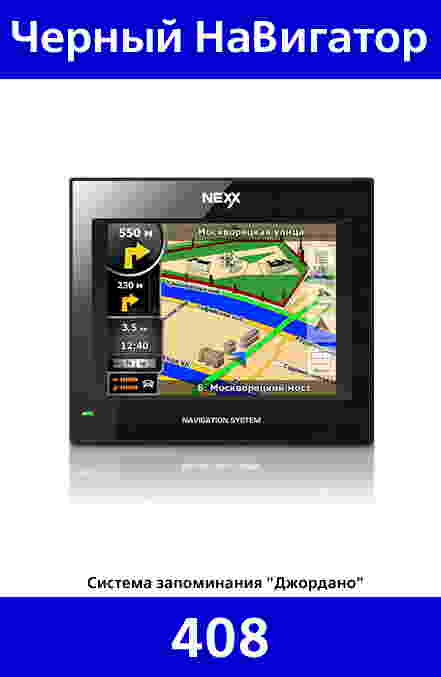 Черный НаВигатор
NEXX
550 м
Москворецкая улица
230 м
3.5 км
12:40
В: Москворецкий мост
NAVIGATION SYSTEM
Система запоминания "Джордано"
408